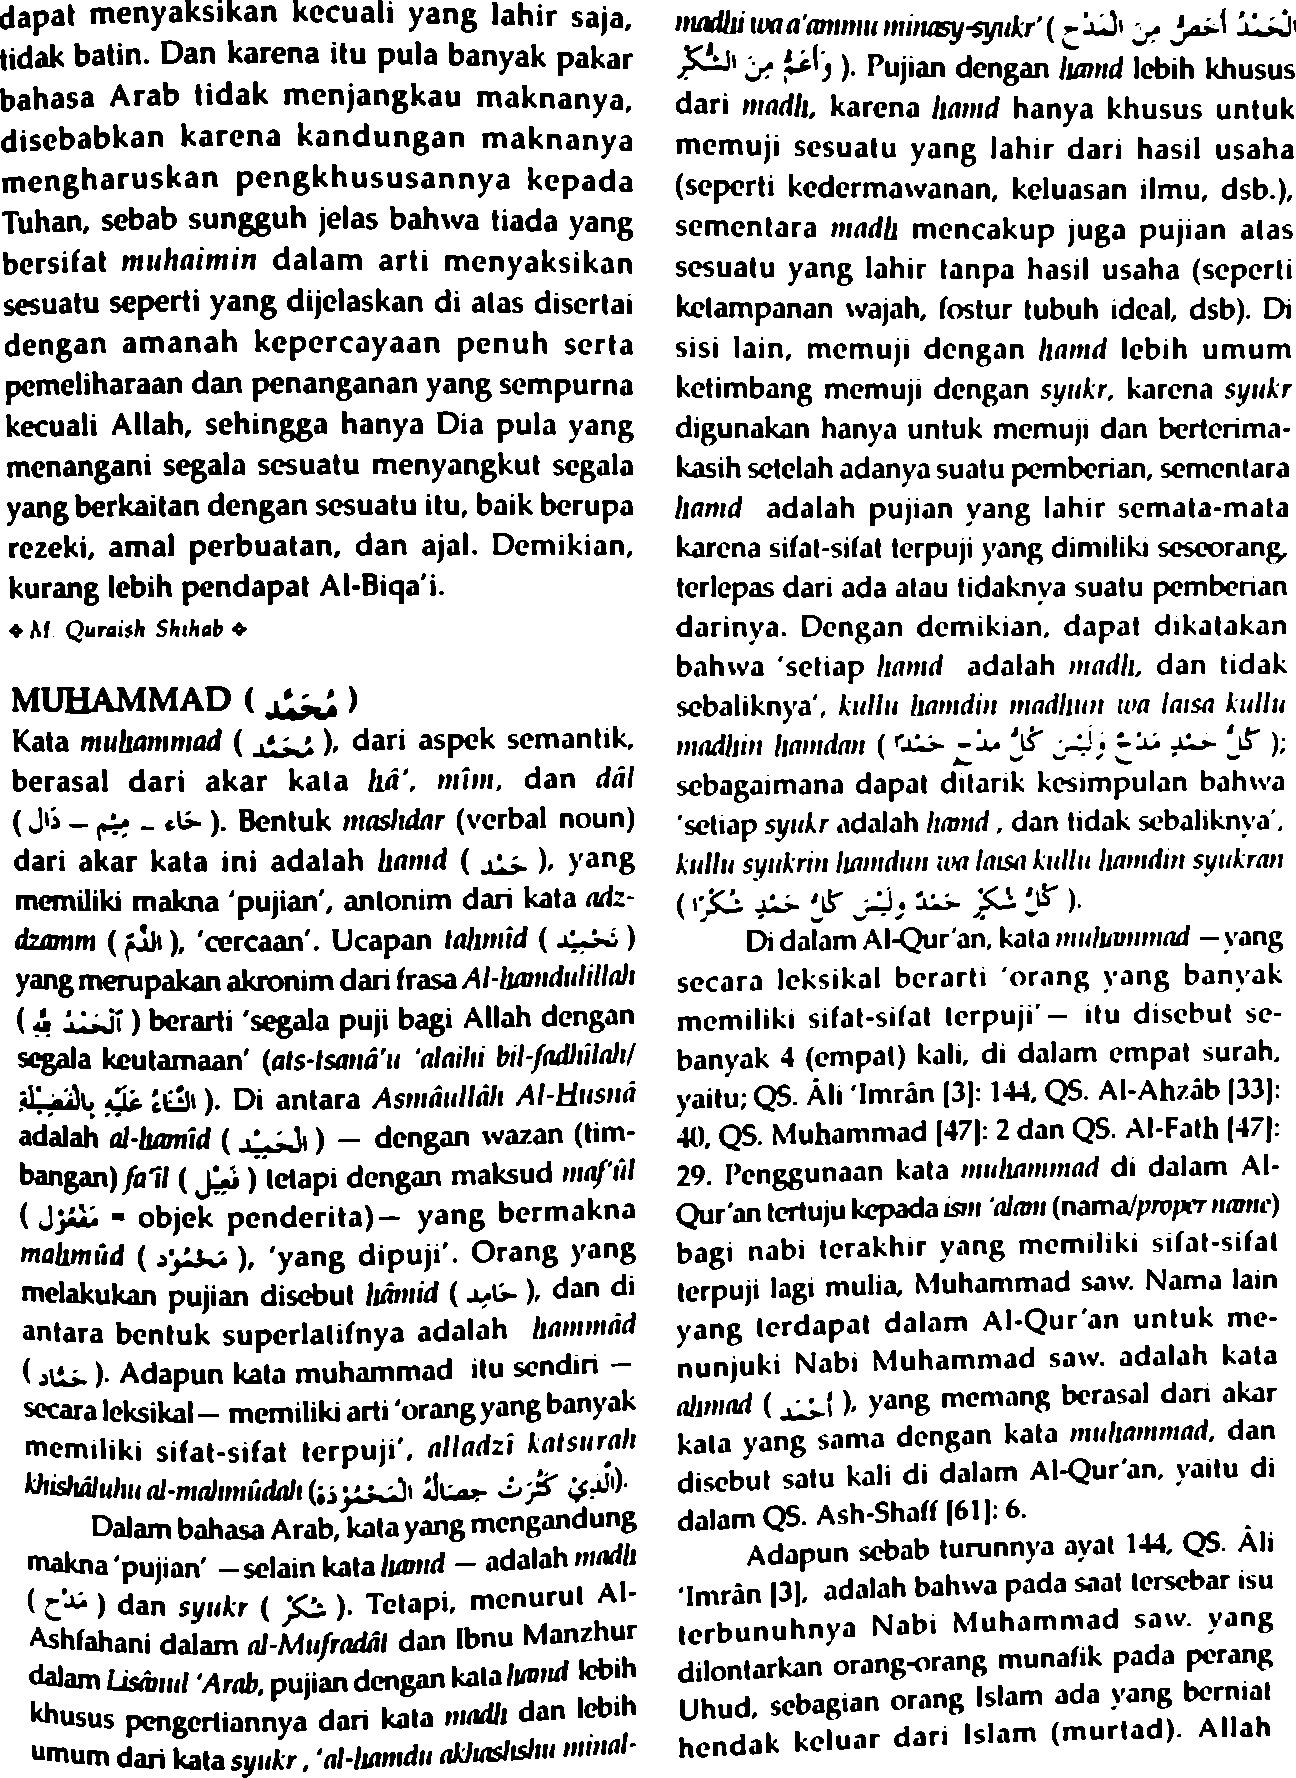 dapat menyaksikan kecuali yang lahir saja,
tidak batin. Dan karena itu pula banyak pakar
bahasa Arab tidak menjangkau maknanya,
disebabkan karena kandungan maknanya
mengharuskan pengkhususannya kepada
Tuhan, sebab sungguh jelas bahwa tiada yang
bersifat muhaimin dalam arti menyaksikan
sesuatu seperti yang dijelaskan di atas disertai
dengan amanah kepercayaan penuh serta
pemeliharaan dan penanganan yang sempurna
kecuali Allah, sehingga hanya Dia pula yang
menangani segala sesuatu menyangkut segala
yang berkaitan dengan sesuatu itu, baik berupa
rezeki, amal perbuatan, dan ajal. Demikian,
kurang lebih pendapat Al-Biqa'i.
❖ M. Quraish Shihab ❖
MUHAMMAD ( مُحَمَّد )
Kata muhammad ( مُحَمَّد ), dari aspek semantik,
berasal dari akar kata hâ', mîm, dan dâl
( حَاء – مِيْم – دَال ). Bentuk mashdar (verbal noun)
dari akar kata ini adalah hamd ( حَمْد ), yang
memiliki makna 'pujian', antonim dari kata adz-
dzamm ( الذَّمّ ), 'cercaan'. Ucapan tahmîd ( تَحْمِيْد )
yang merupakan akronim dari frasa Al-hamdulillah
( اَلْحَمْدُ لِلّٰهِ ) berarti 'segala puji bagi Allah dengan
segala keutamaan' (ats-tsanâ'u 'alaihi bil-fadhîlah/
الثَّنَاءُ عَلَيْهِ بِالْفَضِيْلَةِ ). Di antara Asmâullâh Al-Husnâ
adalah al-hamîd ( الْحَمِيْد ) — dengan wazan (tim-
bangan) fa'îl ( فَعِيْل ) tetapi dengan maksud maf'ûl
( مَفْعُوْل = objek penderita)— yang bermakna
mahmûd ( مَحْمُوْد ), 'yang dipuji'. Orang yang
melakukan pujian disebut hâmid ( حَامِد ), dan di
antara bentuk superlatifnya adalah hammâd
( حَمَّاد ). Adapun kata muhammad itu sendiri —
secara leksikal— memiliki arti 'orang yang banyak
memiliki sifat-sifat terpuji', alladzî katsurah
khishâluhu al-mahmûdah (الَّذِيْ كَثُرَتْ خِصَالُهُ الْمَحْمُوْدَة).
Dalam bahasa Arab, kata yang mengandung
makna 'pujian' —selain kata hamd — adalah madh
( مَدْح ) dan syukr ( شُكْر ). Tetapi, menurut Al-
Ashfahani dalam al-Mufradât dan Ibnu Manzhur
dalam Lisânul 'Arab, pujian dengan kata hamd lebih
khusus pengertiannya dari kata madh dan lebih
umum dari kata syukr , 'al-hamdu akhashshu minal-
madhi wa a'ammu minasy-syukr' ( الْحَمْدُ أَخَصُّ مِنَ الْمَدْحِ
وَأَعَمُّ مِنَ الشُّكْرِ ). Pujian dengan hamd lebih khusus
dari madh, karena hamd hanya khusus untuk
memuji sesuatu yang lahir dari hasil usaha
(seperti kedermawanan, keluasan ilmu, dsb.),
sementara madh mencakup juga pujian atas
sesuatu yang lahir tanpa hasil usaha (seperti
ketampanan wajah, fostur tubuh ideal, dsb). Di
sisi lain, memuji dengan hamd lebih umum
ketimbang memuji dengan syukr, karena syukr
digunakan hanya untuk memuji dan berterima-
kasih setelah adanya suatu pemberian, sementara
hamd adalah pujian yang lahir semata-mata
karena sifat-sifat terpuji yang dimiliki seseorang,
terlepas dari ada atau tidaknya suatu pemberian
darinya. Dengan demikian, dapat dikatakan
bahwa 'setiap hamd adalah madh, dan tidak
sebaliknya', kullu hamdin madhun wa laisa kullu
madhin hamdan ( كُلُّ حَمْدٍ مَدْحٌ وَلَيْسَ كُلُّ مَدْحٍ حَمْدًا );
sebagaimana dapat ditarik kesimpulan bahwa
'setiap syukr adalah hamd , dan tidak sebaliknya',
kullu syukrin hamdun wa laisa kullu hamdin syukran
( كُلُّ شُكْرٍ حَمْدٌ وَلَيْسَ كُلُّ حَمْدٍ شُكْرًا ).
Di dalam Al-Qur'an, kata muhammad —yang
secara leksikal berarti 'orang yang banyak
memiliki sifat-sifat terpuji'— itu disebut se-
banyak 4 (empat) kali, di dalam empat surah,
yaitu; QS. Âli 'Imrân [3]: 144, QS. Al-Ahzâb [33]:
40, QS. Muhammad [47]: 2 dan QS. Al-Fath [47]:
29. Penggunaan kata muhammad di dalam Al-
Qur'an tertuju kepada ism 'alam (nama/proper name)
bagi nabi terakhir yang memiliki sifat-sifat
terpuji lagi mulia, Muhammad saw. Nama lain
yang terdapat dalam Al-Qur'an untuk me-
nunjuki Nabi Muhammad saw. adalah kata
ahmad ( أَحْمَد ), yang memang berasal dari akar
kata yang sama dengan kata muhammad, dan
disebut satu kali di dalam Al-Qur'an, yaitu di
dalam QS. Ash-Shaff [61]: 6.
Adapun sebab turunnya ayat 144, QS. Âli
'Imrân [3], adalah bahwa pada saat tersebar isu
terbunuhnya Nabi Muhammad saw. yang
dilontarkan orang-orang munafik pada perang
Uhud, sebagian orang Islam ada yang berniat
hendak keluar dari Islam (murtad). Allah